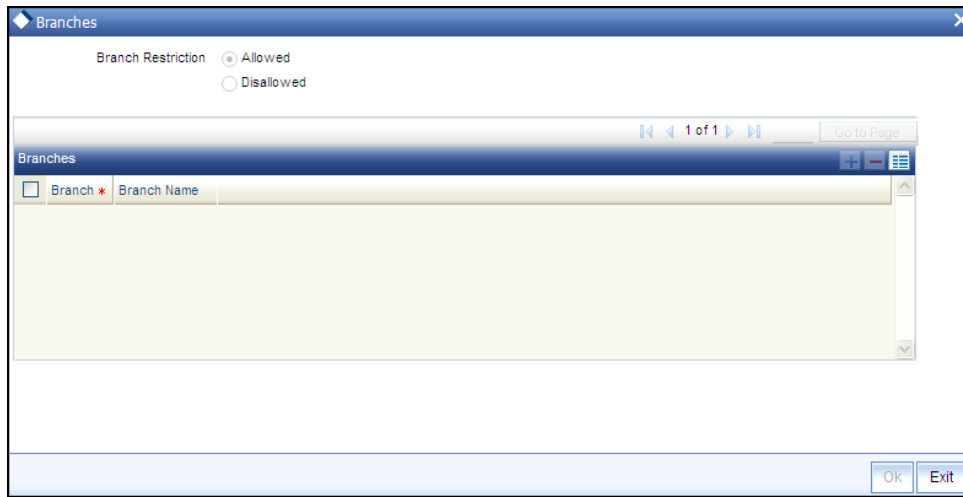 Branches
Branch Restriction Allowed
Disallowed
1 of 1 Go to Page
Branches
Branch * Branch Name
Ok Exit